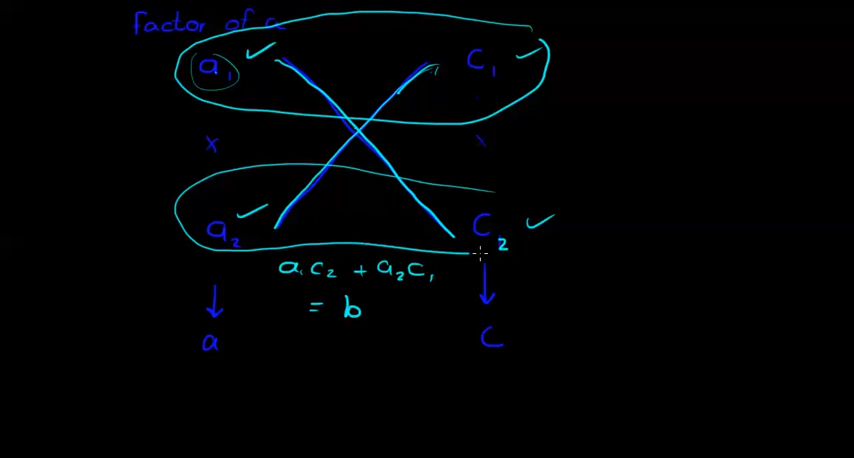 factor of
a₁ C₁
x x
a₂ C₂
a₁c₂ + a₂c₁
= b
a C